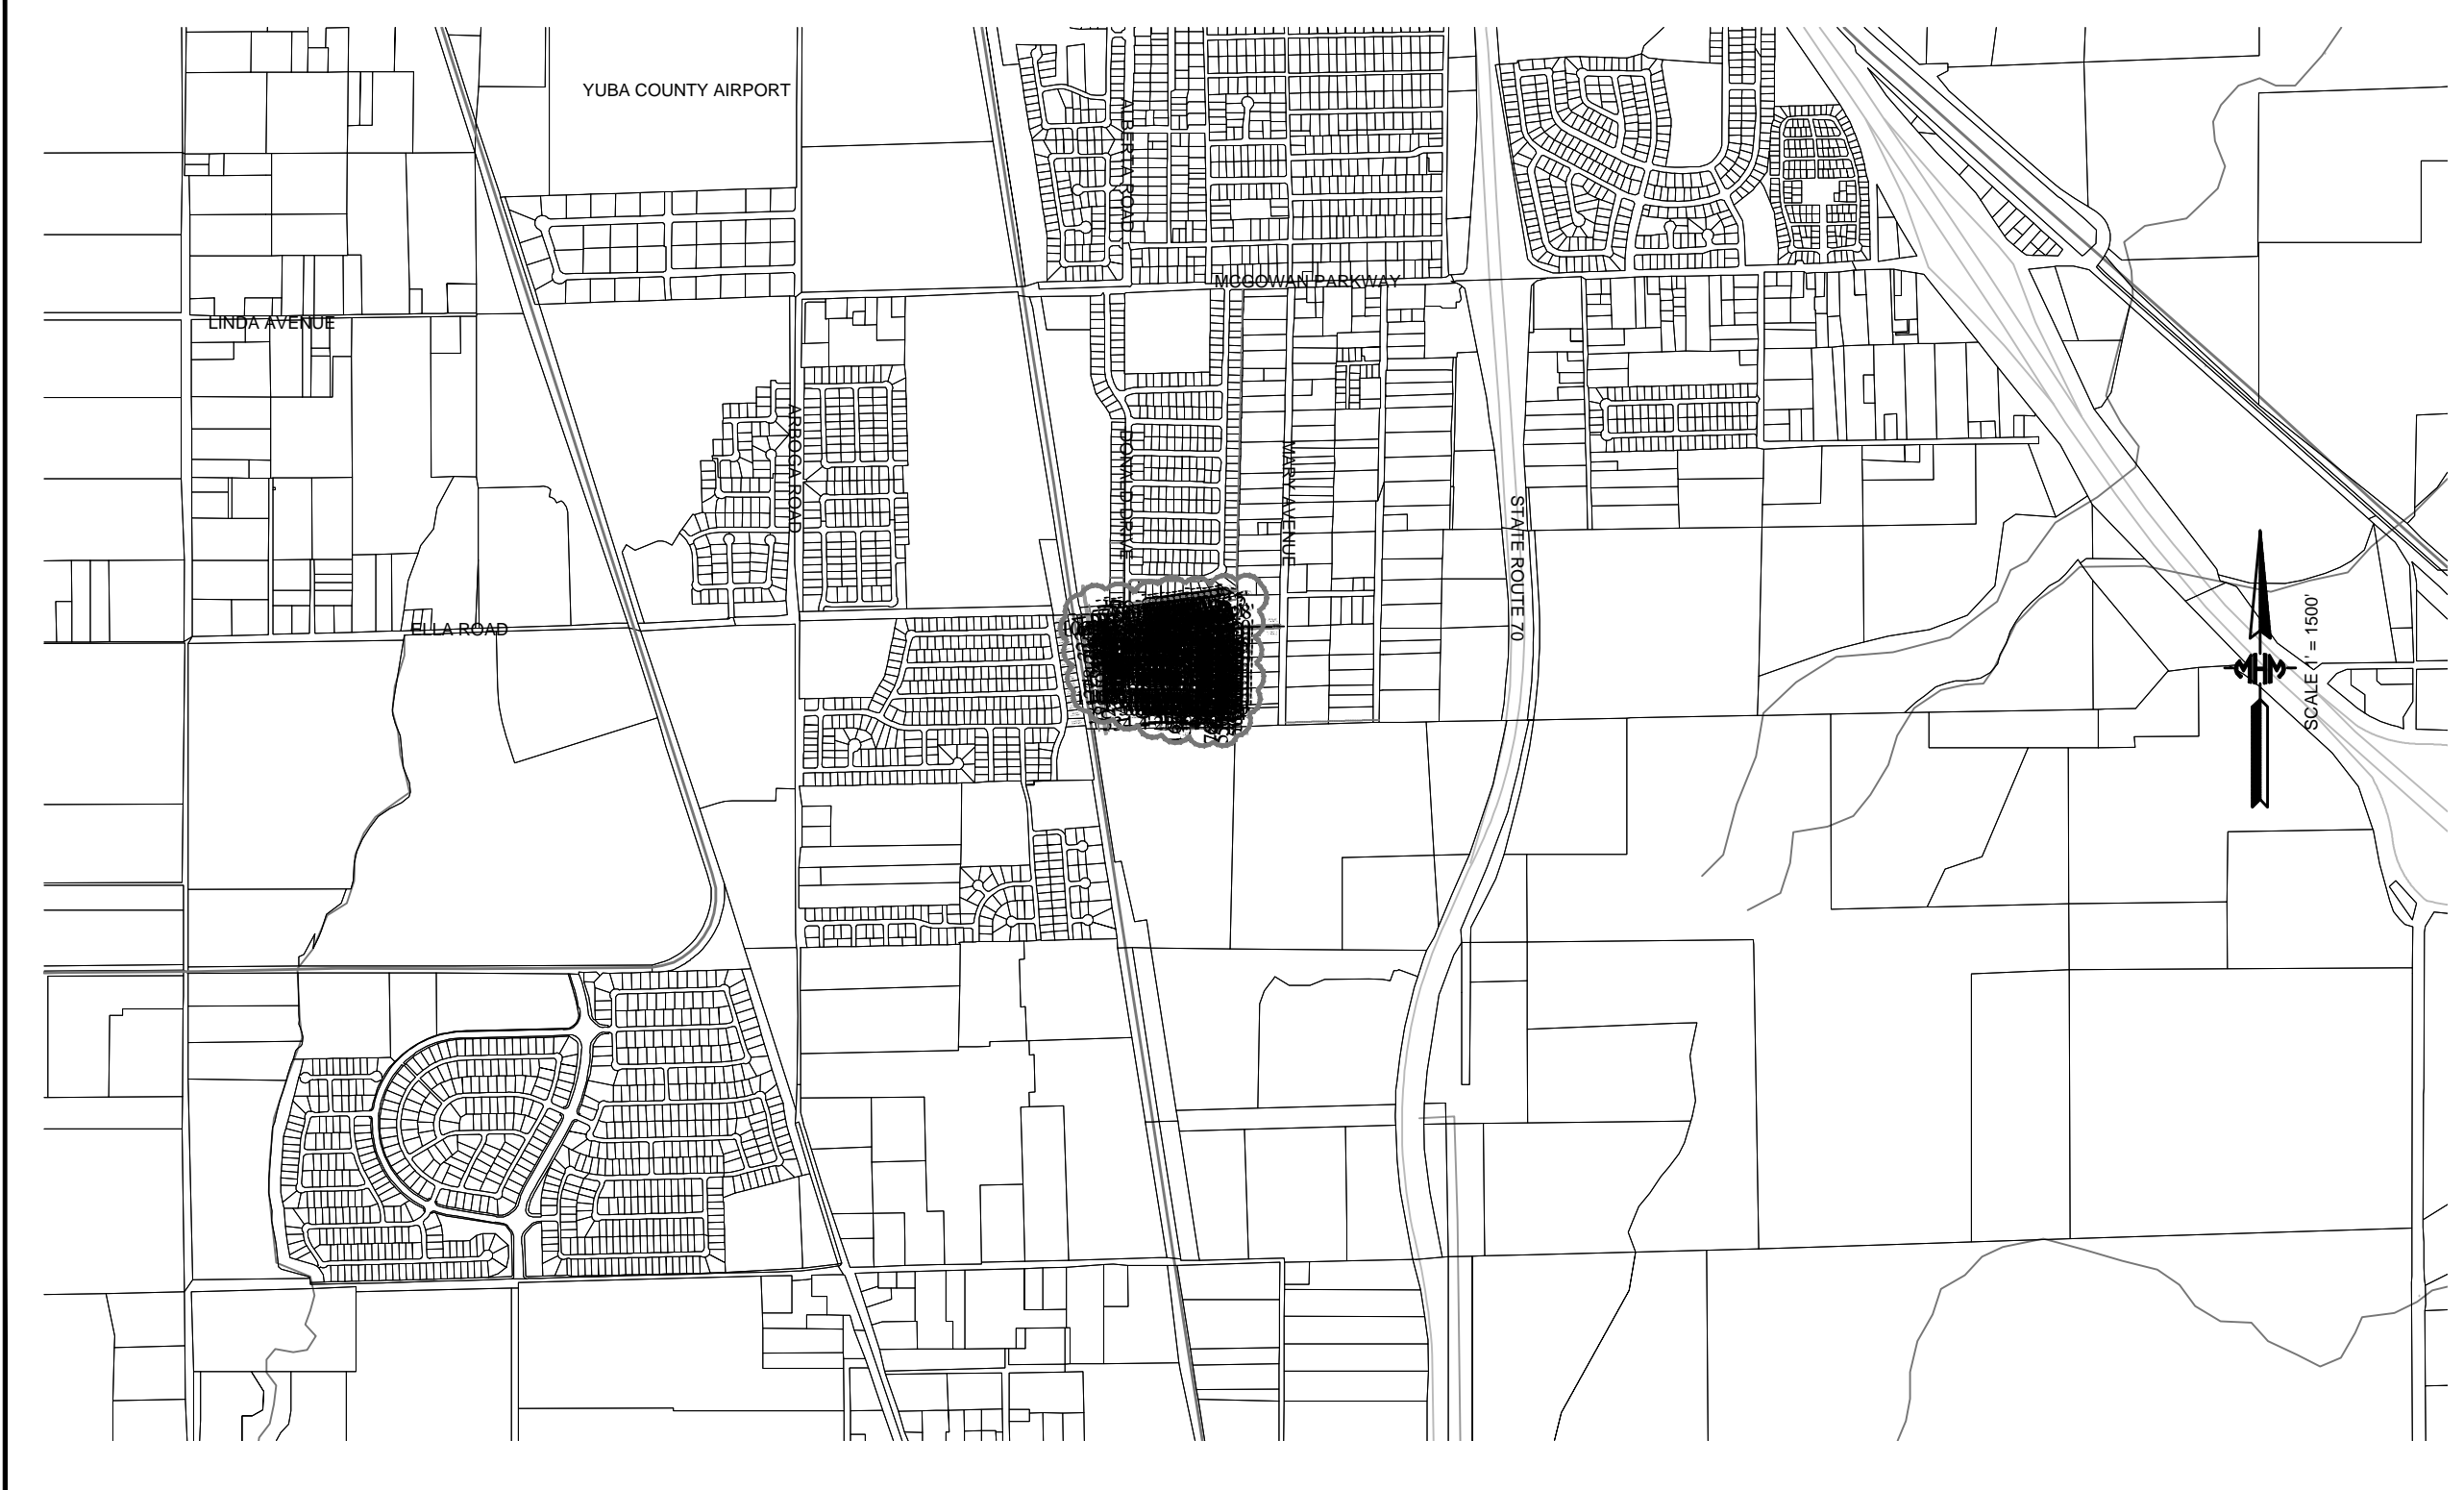 YUBA COUNTY AIRPORT
ALBERTA ROAD
MCGOWAN PARKWAY
LINDA AVENUE
ARBOGA ROAD
DONALD DRIVE
MARY AVENUE
STATE ROUTE 70
ELLA ROAD
MHM
SCALE 1" = 1500'